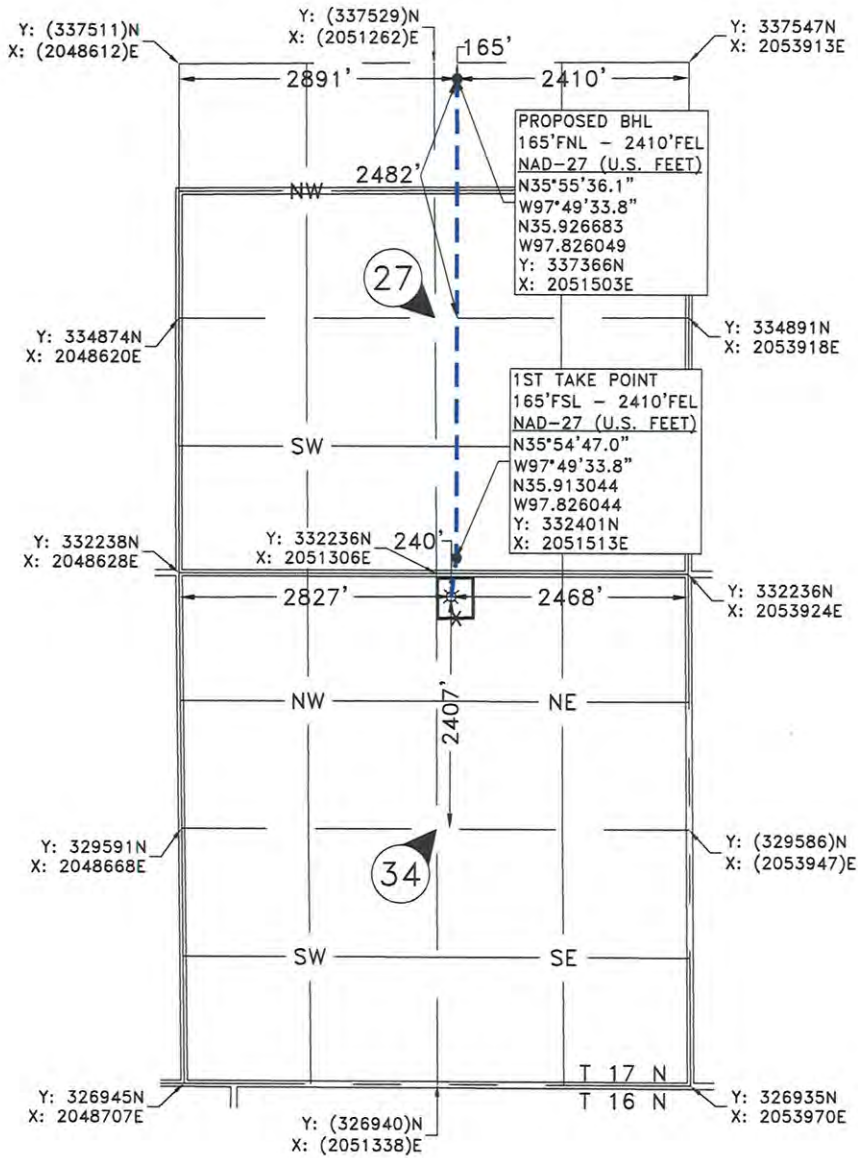 Y: (337511)N
X: (2048612)E
Y: (337529)N
X: (2051262)E
165'
Y: 337547N
X: 2053913E
2891'
2410'
PROPOSED BHL
165'FNL - 2410'FEL
NAD-27 (U.S. FEET)
N35°55'36.1"
W97°49'33.8"
N35.926683
W97.826049
Y: 337366N
X: 2051503E
2482'
NW
27
Y: 334874N
X: 2048620E
Y: 334891N
X: 2053918E
1ST TAKE POINT
165'FSL - 2410'FEL
NAD-27 (U.S. FEET)
N35°54'47.0"
W97°49'33.8"
N35.913044
W97.826044
Y: 332401N
X: 2051513E
SW
Y: 332238N
X: 2048628E
Y: 332236N
X: 2051306E
240'
Y: 332236N
X: 2053924E
2827'
2468'
X
NW
NE
2407'
Y: 329591N
X: 2048668E
34
Y: (329586)N
X: (2053947)E
SW
SE
T 17 N
T 16 N
Y: 326945N
X: 2048707E
Y: (326940)N
X: (2051338)E
Y: 326935N
X: 2053970E